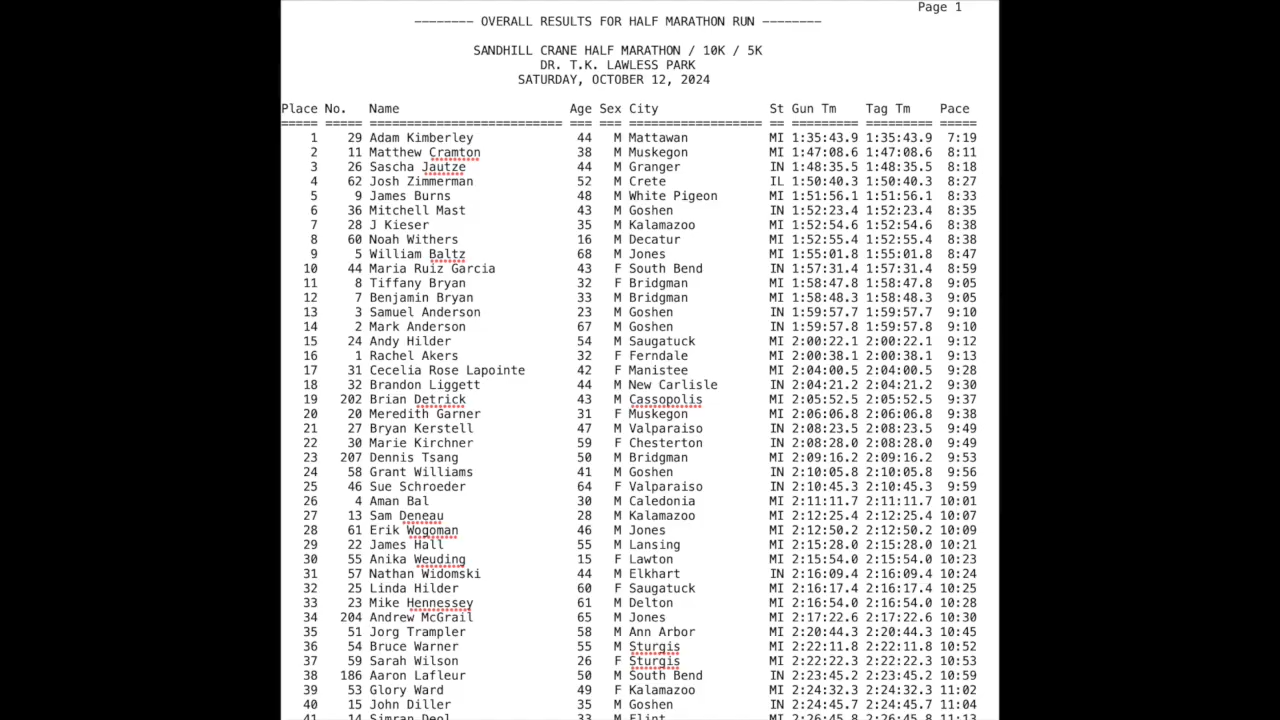 Page 1
-------- OVERALL RESULTS FOR HALF MARATHON RUN --------
SANDHILL CRANE HALF MARATHON / 10K / 5K
DR. T.K. LAWLESS PARK
SATURDAY, OCTOBER 12, 2024
Place No. Name Age Sex City St Gun Tm Tag Tm Pace
===== ===== ========================== === === ================== == ========= ========= =====
1 29 Adam Kimberley 44 M Mattawan MI 1:35:43.9 1:35:43.9 7:19
2 11 Matthew Cramton 38 M Muskegon MI 1:47:08.6 1:47:08.6 8:11
3 26 Sascha Jautze 44 M Granger IN 1:48:35.5 1:48:35.5 8:18
4 62 Josh Zimmerman 52 M Crete IL 1:50:40.3 1:50:40.3 8:27
5 9 James Burns 48 M White Pigeon MI 1:51:56.1 1:51:56.1 8:33
6 36 Mitchell Mast 43 M Goshen IN 1:52:23.4 1:52:23.4 8:35
7 28 J Kieser 35 M Kalamazoo MI 1:52:54.6 1:52:54.6 8:38
8 60 Noah Withers 16 M Decatur MI 1:52:55.4 1:52:55.4 8:38
9 5 William Baltz 68 M Jones MI 1:55:01.8 1:55:01.8 8:47
10 44 Maria Ruiz Garcia 43 F South Bend IN 1:57:31.4 1:57:31.4 8:59
11 8 Tiffany Bryan 32 F Bridgman MI 1:58:47.8 1:58:47.8 9:05
12 7 Benjamin Bryan 33 M Bridgman MI 1:58:48.3 1:58:48.3 9:05
13 3 Samuel Anderson 23 M Goshen IN 1:59:57.7 1:59:57.7 9:10
14 2 Mark Anderson 67 M Goshen IN 1:59:57.8 1:59:57.8 9:10
15 24 Andy Hilder 54 M Saugatuck MI 2:00:22.1 2:00:22.1 9:12
16 1 Rachel Akers 32 F Ferndale MI 2:00:38.1 2:00:38.1 9:13
17 31 Cecelia Rose Lapointe 42 F Manistee MI 2:04:00.5 2:04:00.5 9:28
18 32 Brandon Liggett 44 M New Carlisle IN 2:04:21.2 2:04:21.2 9:30
19 202 Brian Detrick 43 M Cassopolis MI 2:05:52.5 2:05:52.5 9:37
20 20 Meredith Garner 31 F Muskegon MI 2:06:06.8 2:06:06.8 9:38
21 27 Bryan Kerstell 47 M Valparaiso IN 2:08:23.5 2:08:23.5 9:49
22 30 Marie Kirchner 59 F Chesterton IN 2:08:28.0 2:08:28.0 9:49
23 207 Dennis Tsang 50 M Bridgman MI 2:09:16.2 2:09:16.2 9:53
24 58 Grant Williams 41 M Goshen IN 2:10:05.8 2:10:05.8 9:56
25 46 Sue Schroeder 64 F Valparaiso IN 2:10:45.3 2:10:45.3 9:59
26 4 Aman Bal 30 M Caledonia MI 2:11:11.7 2:11:11.7 10:01
27 13 Sam Deneau 28 M Kalamazoo MI 2:12:25.4 2:12:25.4 10:07
28 61 Erik Wogoman 46 M Jones MI 2:12:50.2 2:12:50.2 10:09
29 22 James Hall 55 M Lansing MI 2:15:28.0 2:15:28.0 10:21
30 55 Anika Weuding 15 F Lawton MI 2:15:54.0 2:15:54.0 10:23
31 57 Nathan Widomski 44 M Elkhart IN 2:16:09.4 2:16:09.4 10:24
32 25 Linda Hilder 60 F Saugatuck MI 2:16:17.4 2:16:17.4 10:25
33 23 Mike Hennessey 61 M Delton MI 2:16:54.0 2:16:54.0 10:28
34 204 Andrew McGrail 65 M Jones MI 2:17:22.6 2:17:22.6 10:30
35 51 Jorg Trampler 58 M Ann Arbor MI 2:20:44.3 2:20:44.3 10:45
36 54 Bruce Warner 55 M Sturgis MI 2:22:11.8 2:22:11.8 10:52
37 59 Sarah Wilson 26 F Sturgis MI 2:22:22.3 2:22:22.3 10:53
38 186 Aaron Lafleur 50 M South Bend IN 2:23:45.2 2:23:45.2 10:59
39 53 Glory Ward 49 F Kalamazoo MI 2:24:32.3 2:24:32.3 11:02
40 15 John Diller 35 M Goshen IN 2:24:45.7 2:24:45.7 11:04
41 14 Simran Deol 33 M Flint MI 2:26:45.8 2:26:45.8 11:13